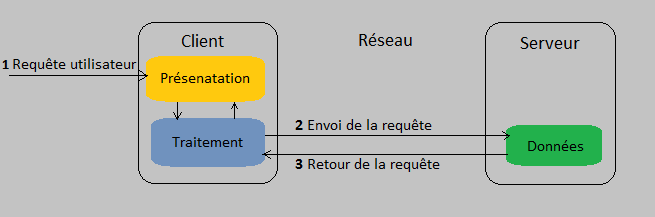 Client
Réseau
Serveur
1 Requête utilisateur
Présenatation
Traitement
2 Envoi de la requête
3 Retour de la requête
Données